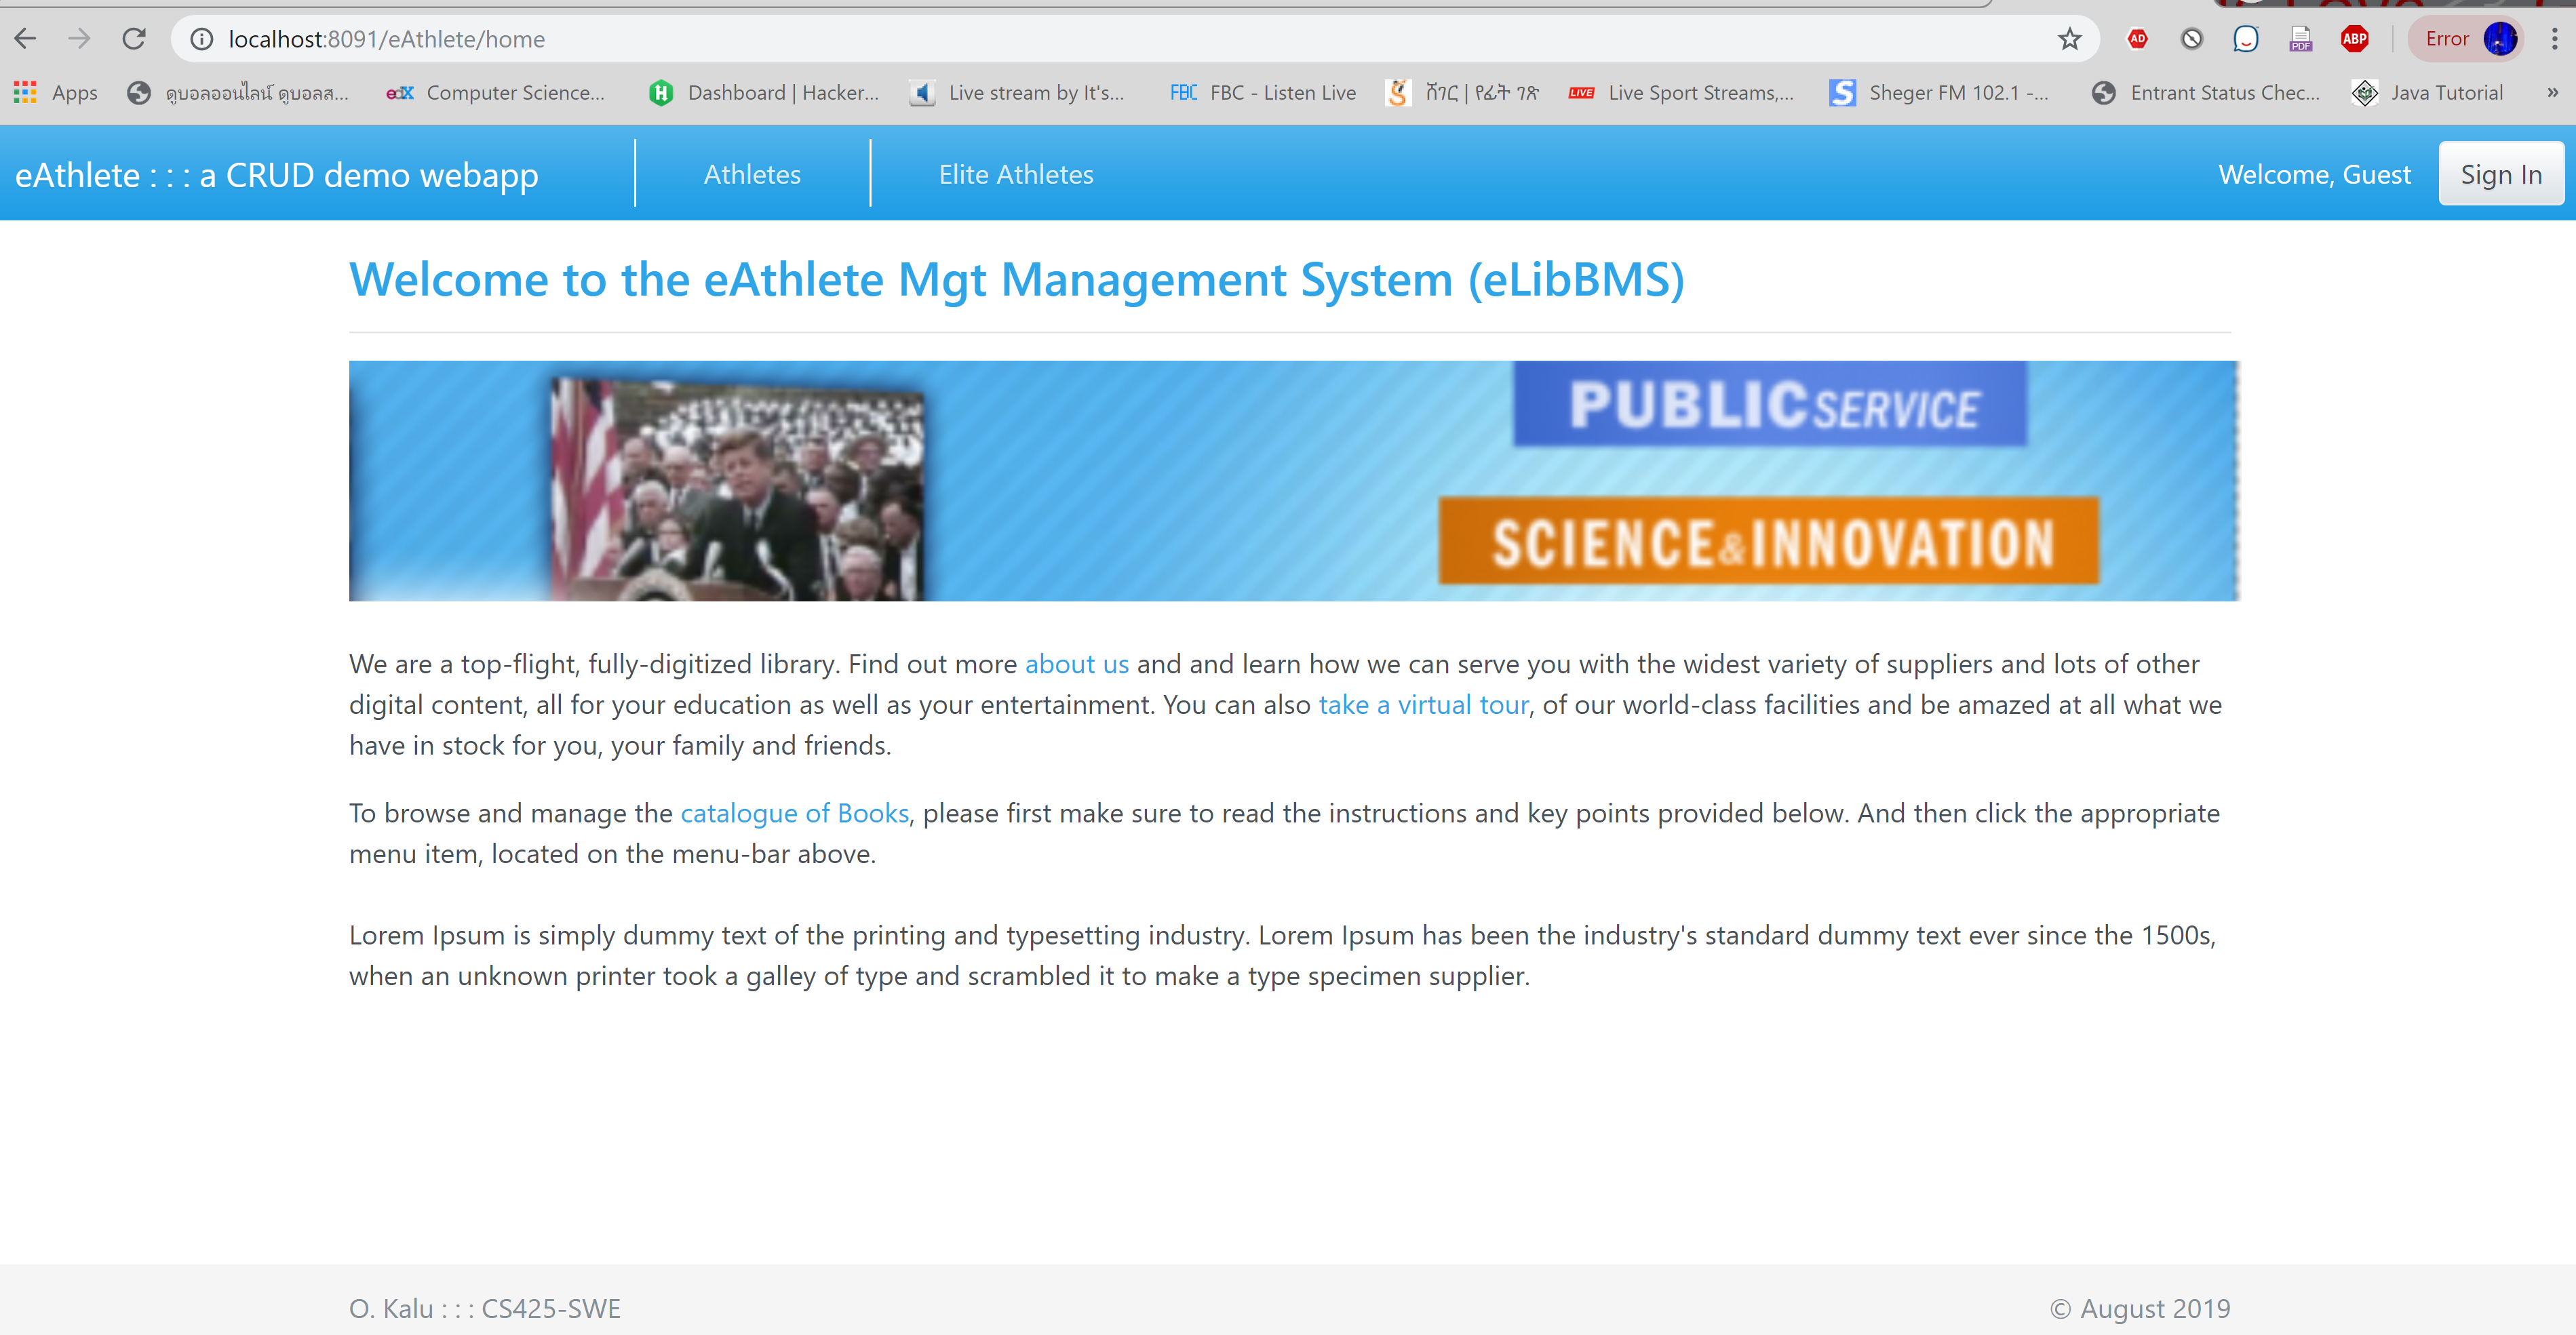 localhost:8091/eAthlete/home
Error
Apps
ดูบอลออนไลน์ ดูบอลส...
edX Computer Science...
H Dashboard | Hacker...
Live stream by It's...
FBC FBC - Listen Live
ሸገር | የፊት ገጽ
LIVE Live Sport Streams,...
S Sheger FM 102.1 -...
Entrant Status Chec...
Java Tutorial
»
AD
PDF
ABP
eAthlete : : : a CRUD demo webapp
Athletes
Elite Athletes
Welcome, Guest
Sign In
Welcome to the eAthlete Mgt Management System (eLibBMS)
PUBLIC SERVICE
SCIENCE & INNOVATION
We are a top-flight, fully-digitized library. Find out more about us and and learn how we can serve you with the widest variety of suppliers and lots of other
digital content, all for your education as well as your entertainment. You can also take a virtual tour, of our world-class facilities and be amazed at all what we
have in stock for you, your family and friends.
To browse and manage the catalogue of Books, please first make sure to read the instructions and key points provided below. And then click the appropriate
menu item, located on the menu-bar above.
Lorem Ipsum is simply dummy text of the printing and typesetting industry. Lorem Ipsum has been the industry's standard dummy text ever since the 1500s,
when an unknown printer took a galley of type and scrambled it to make a type specimen supplier.
O. Kalu : : : CS425-SWE
© August 2019